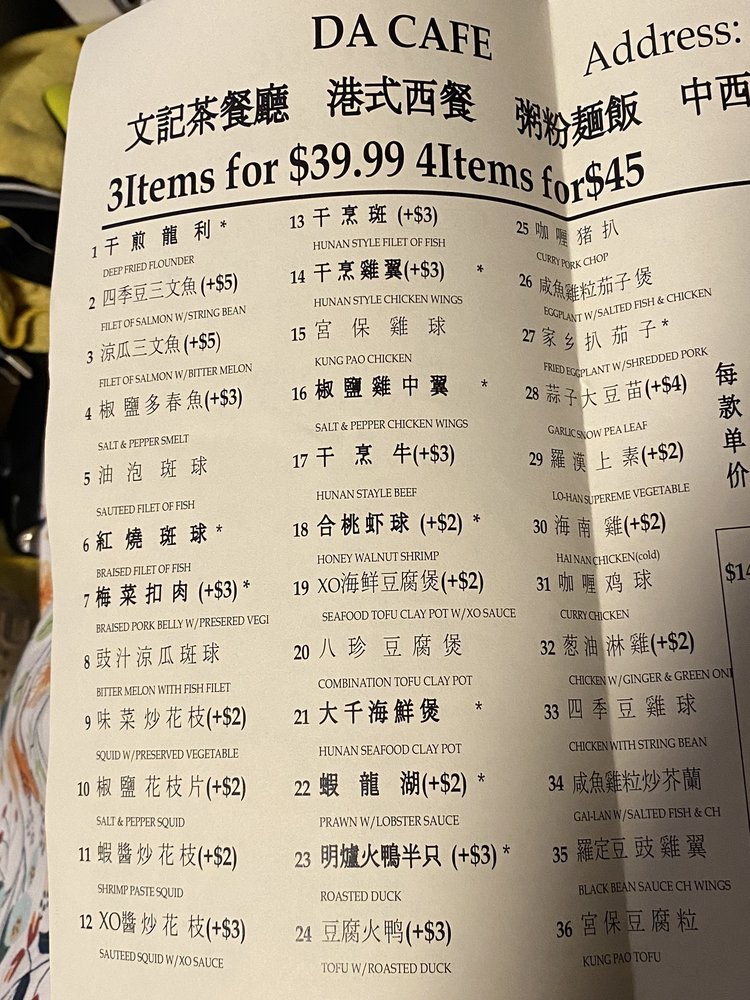 DA CAFE
Address:
文記茶餐廳 港式西餐 粥粉麵飯 中西
3Items for $39.99 4Items for$45
1 干煎龍利*
DEEP FRIED FLOUNDER
2 四季豆三文魚(+$5)
FILET OF SALMON W/STRING BEAN
3 涼瓜三文魚(+$5)
FILET OF SALMON W/BITTER MELON
4 椒鹽多春魚(+$3)
SALT & PEPPER SMELT
5 油泡斑球
SAUTEED FILET OF FISH
6 紅燒斑球*
BRAISED FILET OF FISH
7 梅菜扣肉 (+$3)*
BRAISED PORK BELLY W/PRESERED VEGI
8 豉汁涼瓜斑球
BITTER MELON WITH FISH FILET
9 味菜炒花枝(+$2)
SQUID W/PRESERVED VEGETABLE
10 椒鹽花枝片(+$2)
SALT & PEPPER SQUID
11 蝦醬炒花枝(+$2)
SHRIMP PASTE SQUID
12 XO醬炒花枝(+$3)
SAUTEED SQUID W/XO SAUCE
13 干烹斑 (+$3)
HUNAN STYLE FILET OF FISH
14 干烹雞翼(+$3) *
HUNAN STYLE CHICKEN WINGS
15 宮保雞球
KUNG PAO CHICKEN
16 椒鹽雞中翼 *
SALT & PEPPER CHICKEN WINGS
17 干烹牛(+$3)
HUNAN STAYLE BEEF
18 合桃虾球 (+$2) *
HONEY WALNUT SHRIMP
19 XO海鮮豆腐煲(+$2)
SEAFOOD TOFU CLAY POT W/XO SAUCE
20 八珍豆腐煲
COMBINATION TOFU CLAY POT
21 大千海鮮煲 *
HUNAN SEAFOOD CLAY POT
22 蝦龍湖(+$2) *
PRAWN W/LOBSTER SAUCE
23 明爐火鴨半只 (+$3) *
ROASTED DUCK
24 豆腐火鸭(+$3)
TOFU W/ROASTED DUCK
25 咖喱猪扒
CURRY PORK CHOP
26 咸魚雞粒茄子煲
EGGPLANT W/SALTED FISH & CHICKEN
27 家乡扒茄子*
FRIED EGGPLANT W/SHREDDED PORK
28 蒜子大豆苗(+$4)
GARLIC SNOW PEA LEAF
29 羅漢上素(+$2)
LO-HAN SUPEREME VEGETABLE
30 海南雞(+$2)
HAI NAN CHICKEN(cold)
31 咖喱鸡球
CURRY CHICKEN
32 葱油淋雞(+$2)
CHICKEN W/GINGER & GREEN ONI
33 四季豆雞球
CHICKEN WITH STRING BEAN
34 咸魚雞粒炒芥蘭
GAI-LAN W/SALTED FISH & CH
35 羅定豆豉雞翼
BLACK BEAN SAUCE CH WINGS
36 宮保豆腐粒
KUNG PAO TOFU
每款单价
$14